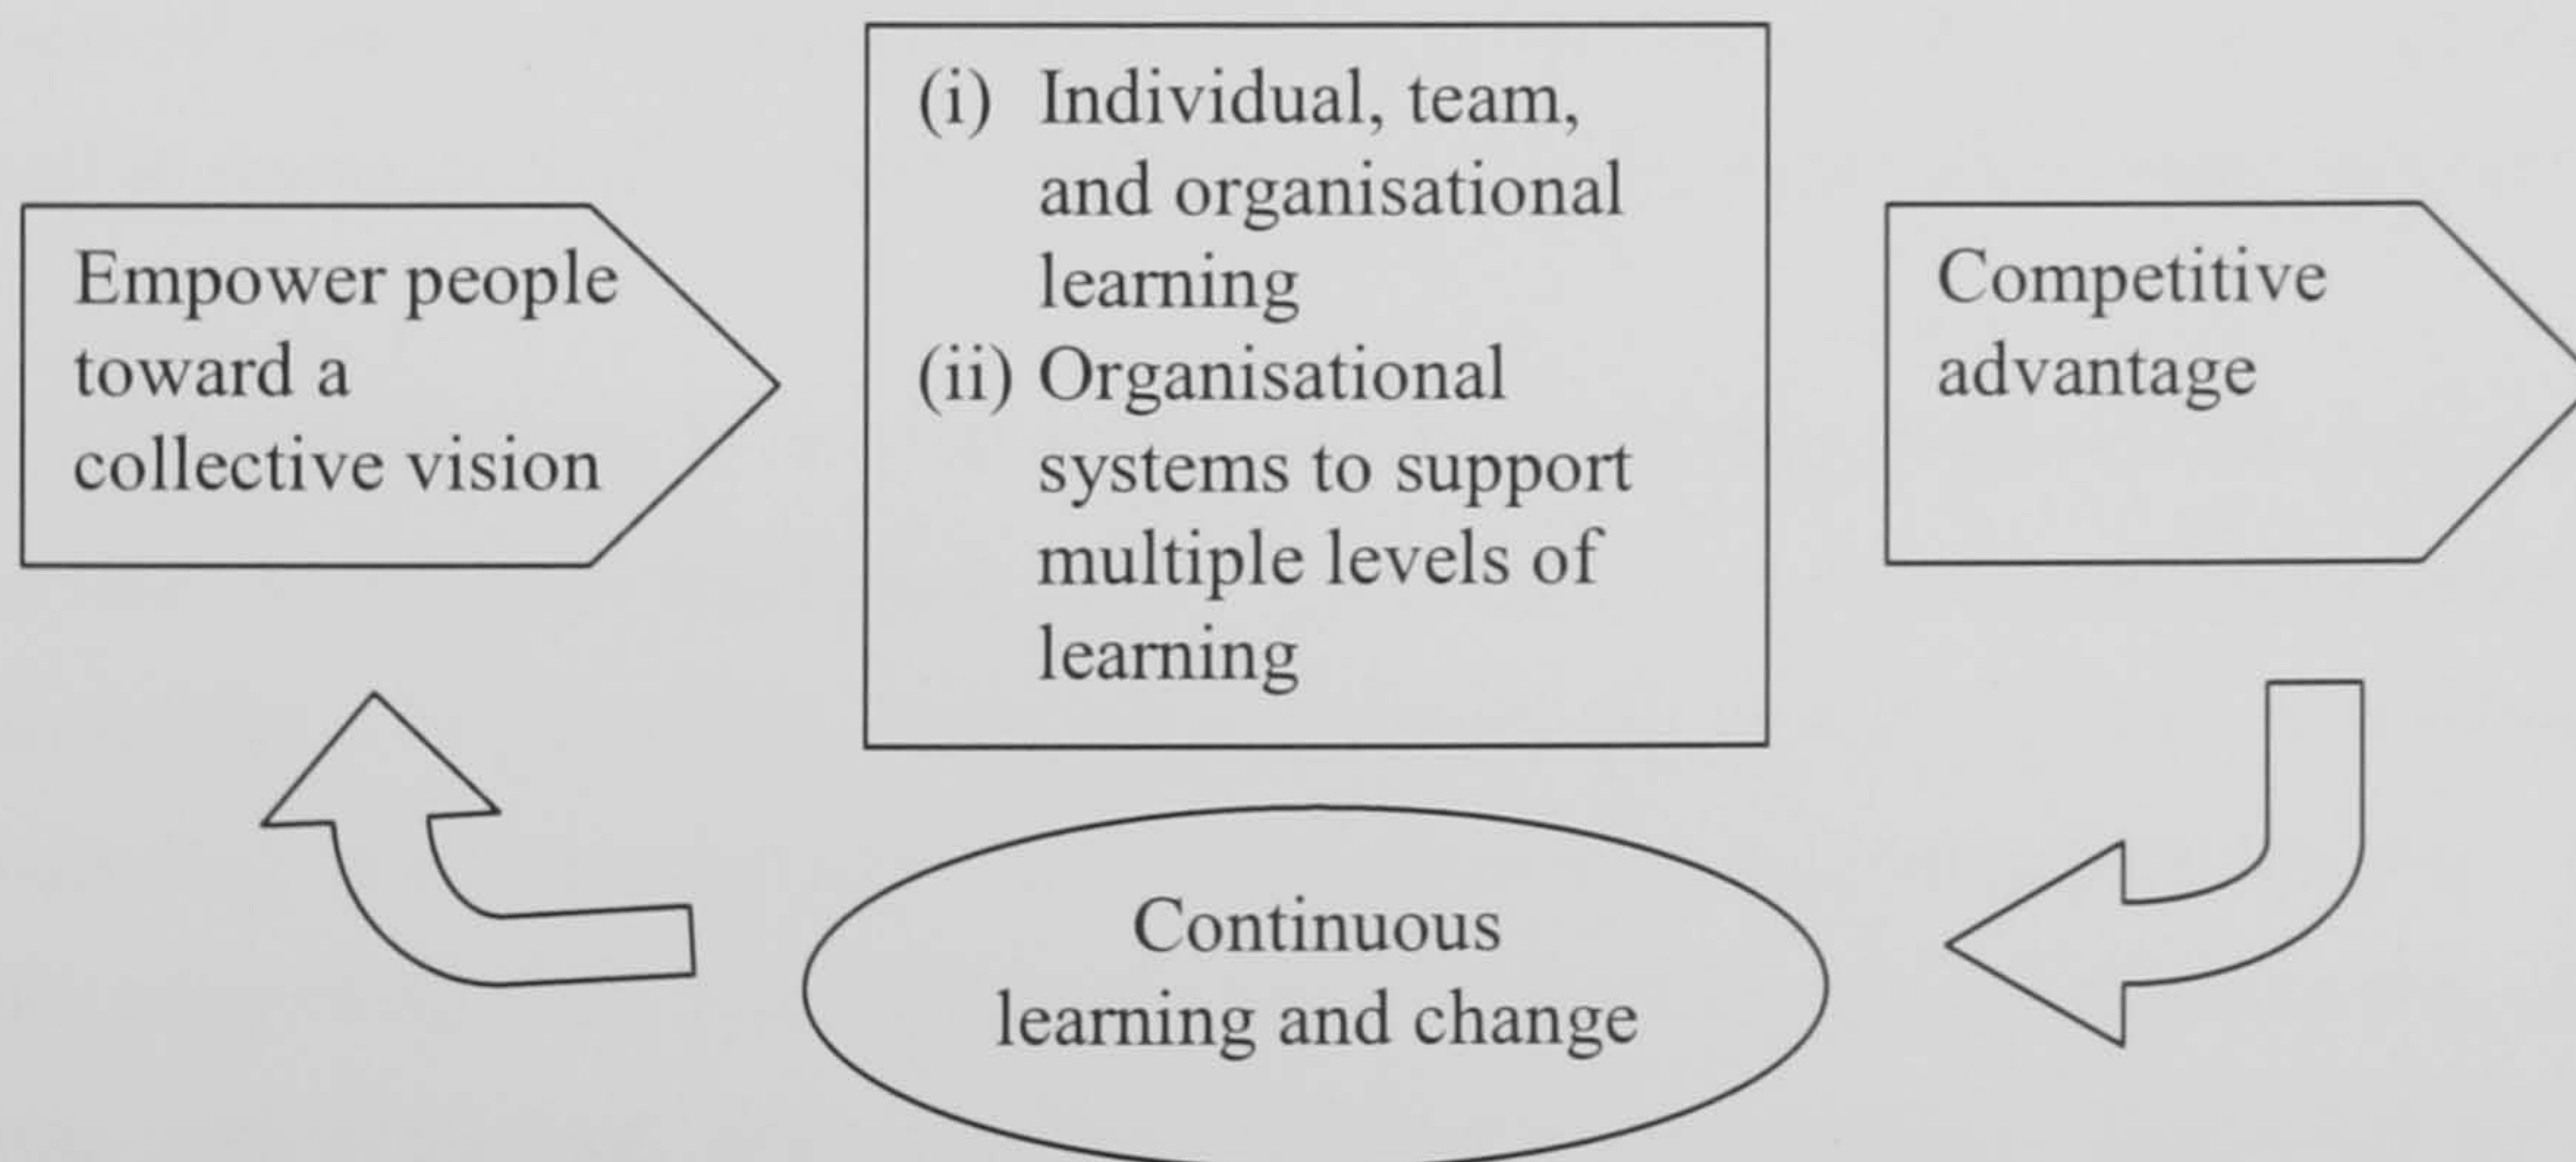 Empower people
toward a
collective vision
(i) Individual, team,
and organisational
learning
(ii) Organisational
systems to support
multiple levels of
learning
Competitive
advantage
Continuous
learning and change